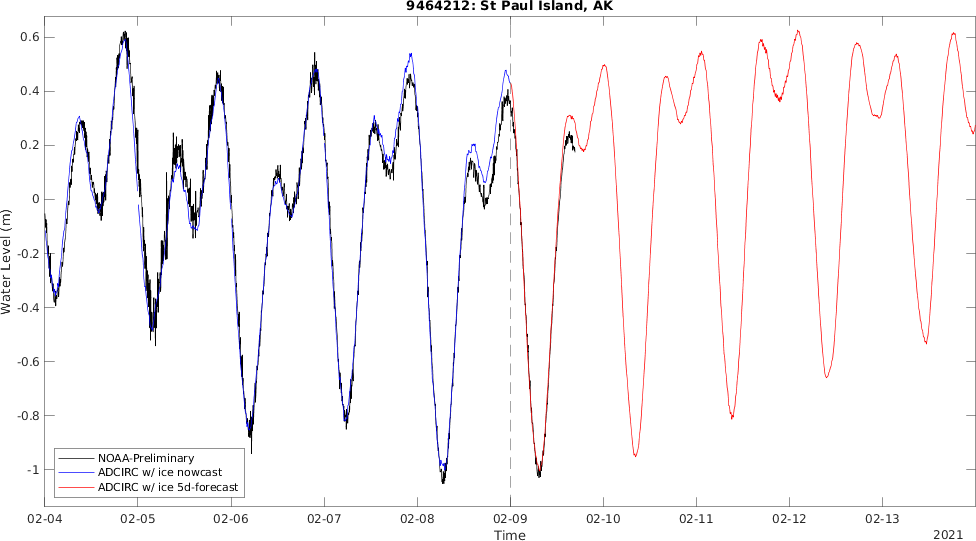 9464212: St Paul Island, AK
0.6
0.4
0.2
0
-0.2
-0.4
-0.6
-0.8
-1
Water Level (m)
NOAA-Preliminary
ADCIRC w/ ice nowcast
ADCIRC w/ ice 5d-forecast
02-04 02-05 02-06 02-07 02-08 02-09 02-10 02-11 02-12 02-13
Time
2021